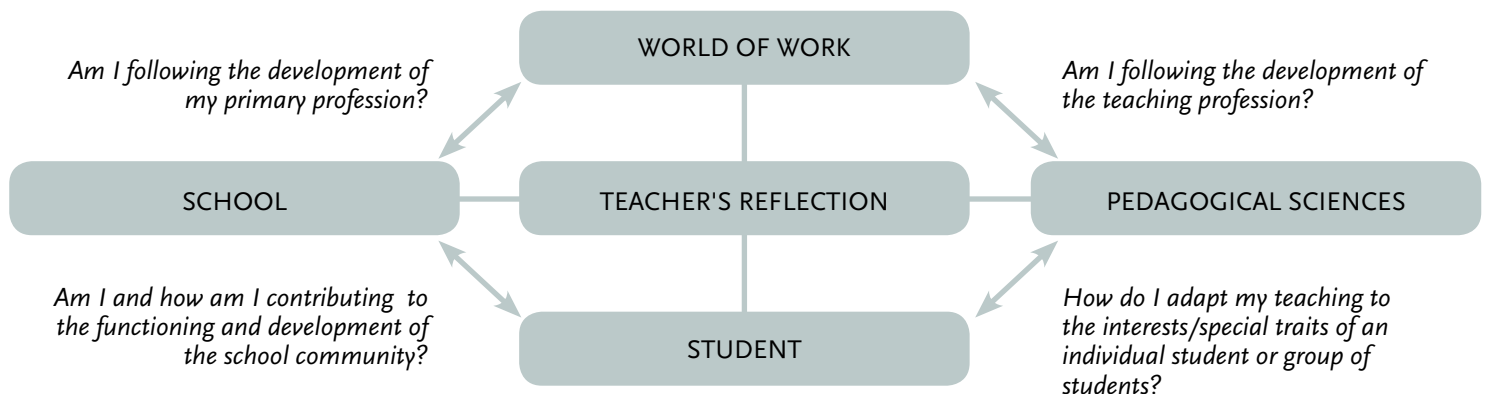 WORLD OF WORK
Am I following the development of
my primary profession?
Am I following the development of
the teaching profession?
SCHOOL
TEACHER'S REFLECTION
PEDAGOGICAL SCIENCES
Am I and how am I contributing  to
the functioning and development of
the school community?
How do I adapt my teaching to
the interests/special traits of an
individual student or group of
students?
STUDENT